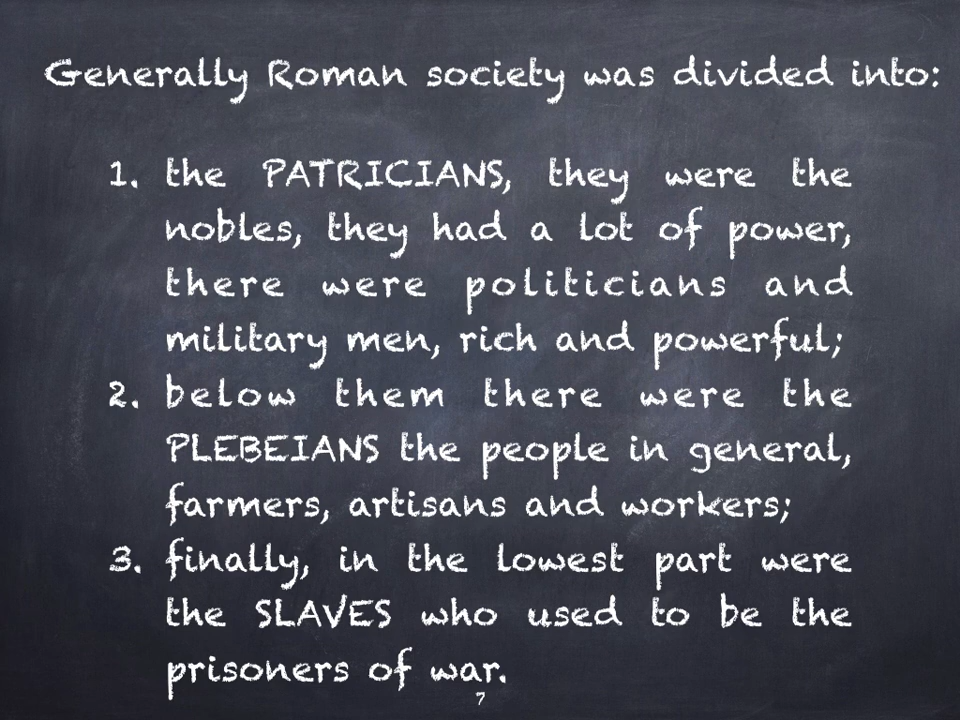 Generally Roman society was divided into:
1. the PATRICIANS, they were the
nobles, they had a lot of power,
there were politicians and
military men, rich and powerful;
2. below them there were the
PLEBEIANS the people in general,
farmers, artisans and workers;
3. finally, in the lowest part were
the SLAVES who used to be the
prisoners of war.
7